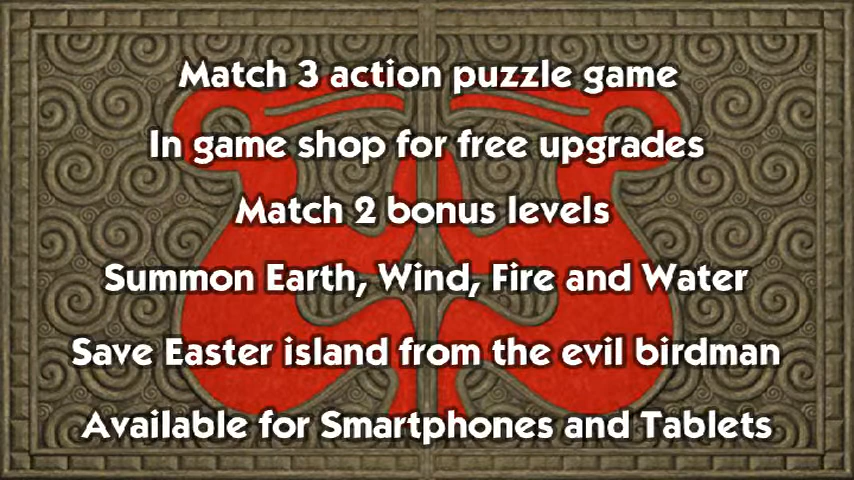 Match 3 action puzzle game
In game shop for free upgrades
Match 2 bonus levels
Summon Earth, Wind, Fire and Water
Save Easter island from the evil birdman
Available for Smartphones and Tablets